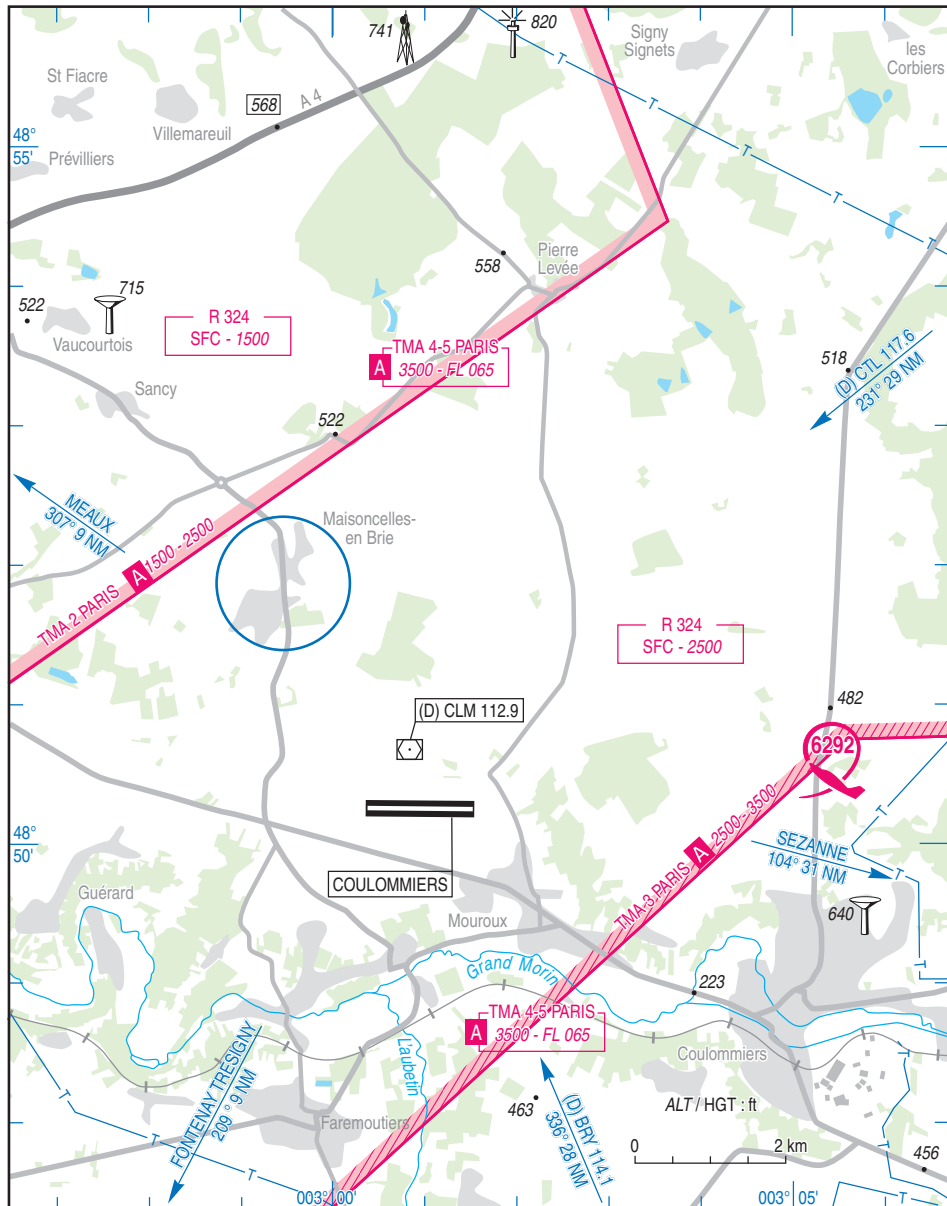 741
820
Signy
Signets
les
Corbiers
St Fiacre
568
A 4
Villemareuil
48°
55'
Prévilliers
T
T
T
Pierre
Levée
558
715
522
Vaucourtois
R 324
SFC - 1500
TMA 4-5 PARIS
A
3500 - FL 065
518
(D) CTL 117.6
231° 29 NM
Sancy
522
MEAUX
307° 9 NM
Maisoncelles-
en Brie
TMA 2 PARIS A 1500 - 2500
R 324
SFC - 2500
(D) CLM 112.9
482
6292
T
48°
50'
TMA 3 PARIS A 2500 - 3500
SEZANNE
104° 31 NM
T
COULOMMIERS
Guérard
Mouroux
640
Grand Morin
223
TMA 4-5 PARIS
A
3500 - FL 065
L'aubetin
Coulommiers
FONTENAY TRESIGNY
209° 9 NM
T
T
T
T
Faremoutiers
463
(D) BRY 114.1
336° 28 NM
ALT / HGT : ft
0
2 km
T
456
003° 00'
003° 05'